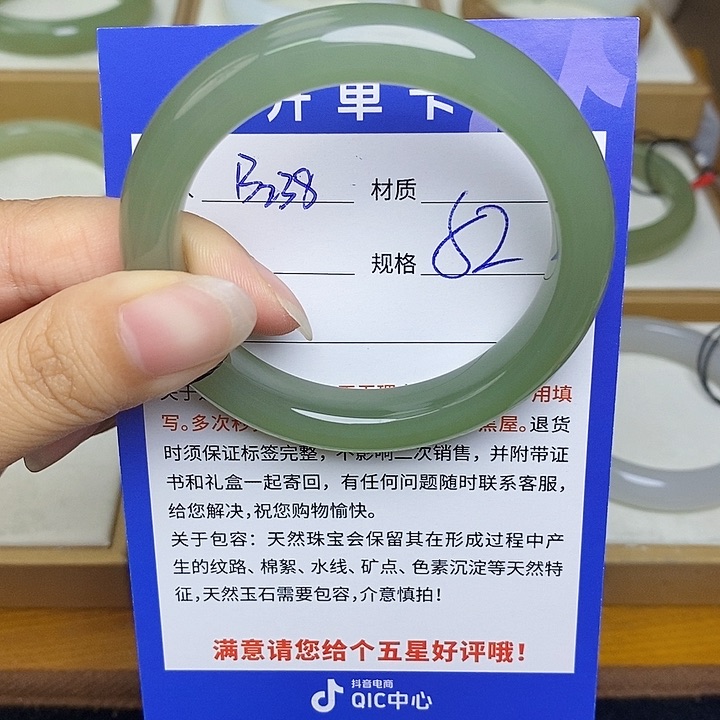 开单卡
B238 材质
规格 62
用填
写。多次秒 黑屋。退货
时须保证标签完整，不影响二次销售，并附带证
书和礼盒一起寄回，有任何问题随时联系客服，
给您解决,祝您购物愉快。
关于包容：天然珠宝会保留其在形成过程中产
生的纹路、棉絮、水线、矿点、色素沉淀等天然特
征,天然玉石需要包容,介意慎拍！
满意请您给个五星好评哦！
抖音电商
QIC中心